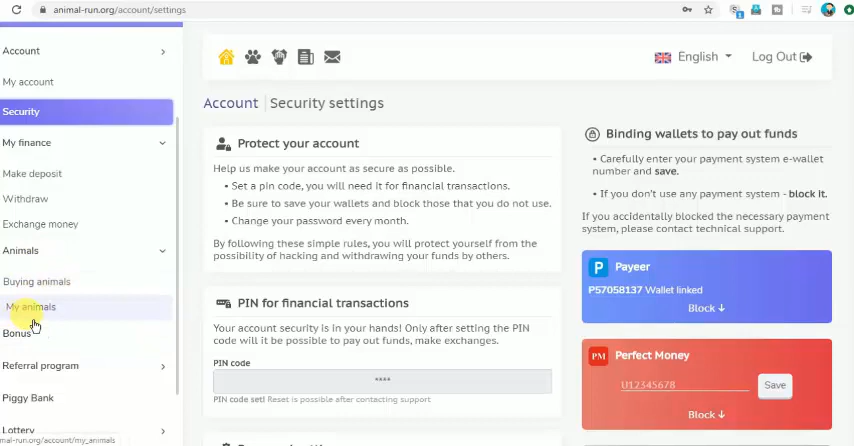 animal-run.org/account/settings
Account
My account
Security
My finance
Make deposit
Withdraw
Exchange money
Animals
Buying animals
My animals
Bonus
Referral program
Piggy Bank
Lottery
mal-run.org/account/my_animals
English
Log Out
Account | Security settings
Protect your account
Help us make your account as secure as possible.
• Set a pin code, you will need it for financial transactions.
• Be sure to save your wallets and block those that you do not use.
• Change your password every month.
By following these simple rules, you will protect yourself from the
possibility of hacking and withdrawing your funds by others.
PIN for financial transactions
Your account security is in your hands! Only after setting the PIN
code will it be possible to pay out funds, make exchanges.
PIN code
****
PIN code set! Reset is possible after contacting support
Binding wallets to pay out funds
• Carefully enter your payment system e-wallet
number and save.
• If you don't use any payment system - block it.
If you accidentally blocked the necessary payment
system, please contact technical support.
P Payeer
P57058137 Wallet linked
Block ↓
PM Perfect Money
U12345678
Save
Block ↓